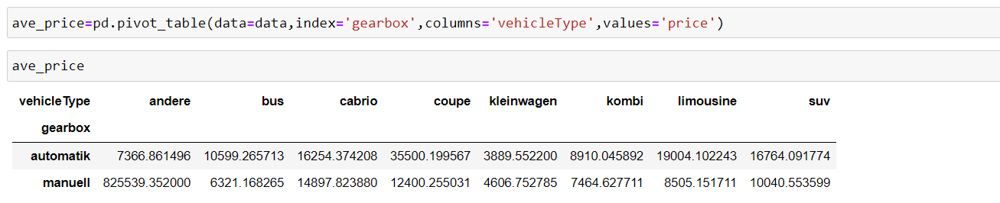 ave_price=pd.pivot_table(data=data,index='gearbox',columns='vehicleType',values='price')
ave_price
vehicleType andere bus cabrio coupe kleinwagen kombi limousine suv
gearbox
automatik 7366.861496 10599.265713 16254.374208 35500.199567 3889.552200 8910.045892 19004.102243 16764.091774
manuell 825539.352000 6321.168265 14897.823880 12400.255031 4606.752785 7464.627711 8505.151711 10040.553599